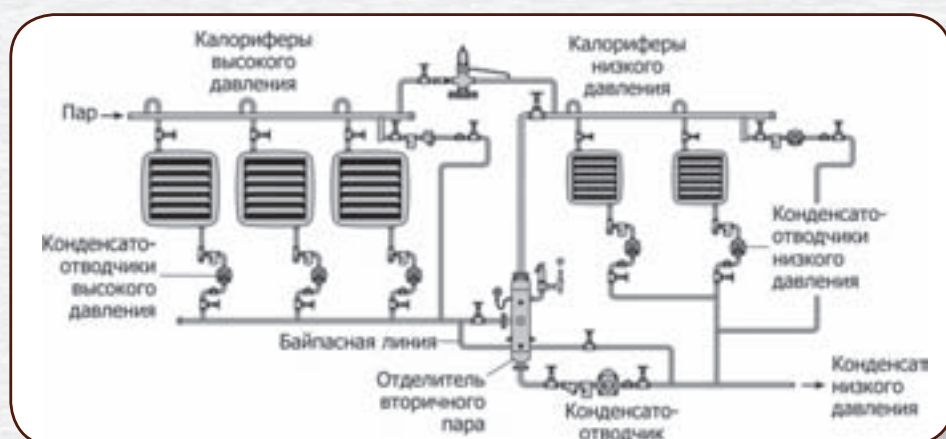 Калориферы
высокого
давления
Калориферы
низкого
давления
Пар
Конденсато-
отводчики
высокого
давления
Конденсато-
отводчики
низкого
давления
Байпасная линия
Отделитель
вторичного
пара
Конденсато-
отводчик
Конденсат
низкого
давления